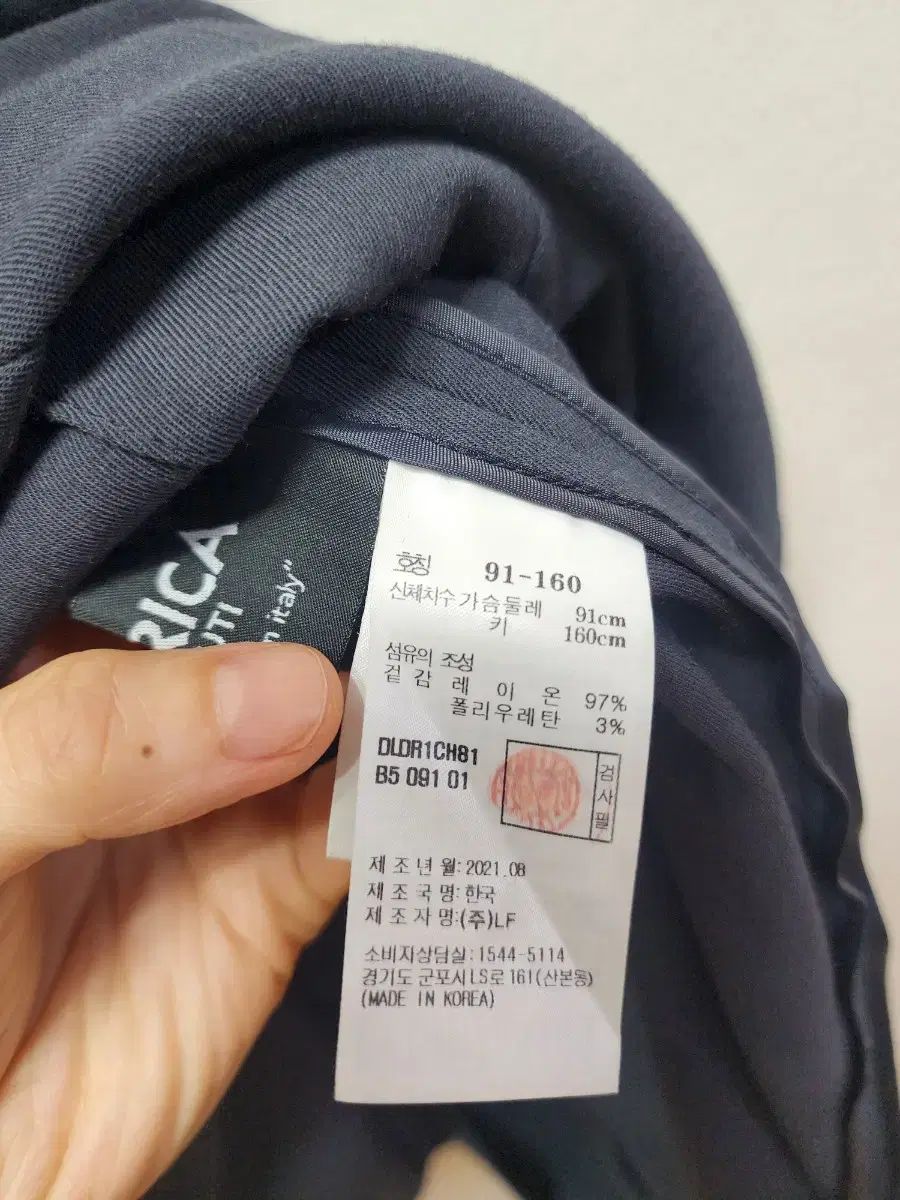 RICA
UTI
italy"
호칭 91-160
신체치수 가슴둘레 91cm
키 160cm
섬유의 조성
겉감 레이온 97%
폴리우레탄 3%
DLDR1CH81
B5 091 01
검사필
제조년월:2021.08
제조국명:한국
제조자명:(주)LF
소비자상담실:1544-5114
경기도 군포시 LS로 161(산본동)
(MADE IN KOREA)